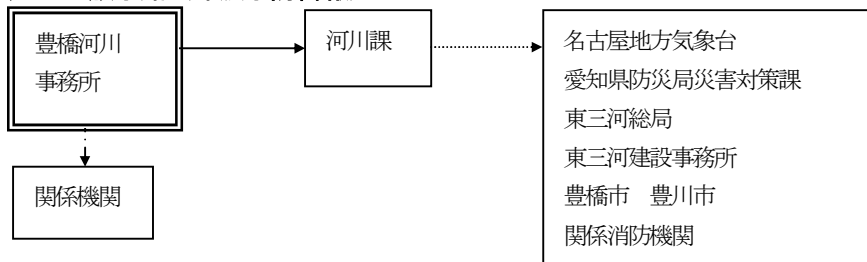 豊橋河川
事務所
河川課
名古屋地方気象台
愛知県防災局災害対策課
東三河総局
東三河建設事務所
豊橋市　豊川市
関係消防機関
関係機関